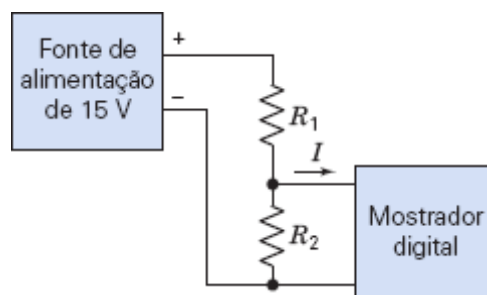 Fonte de
alimentação
de 15 V
+
−
R1
I
R2
Mostrador
digital